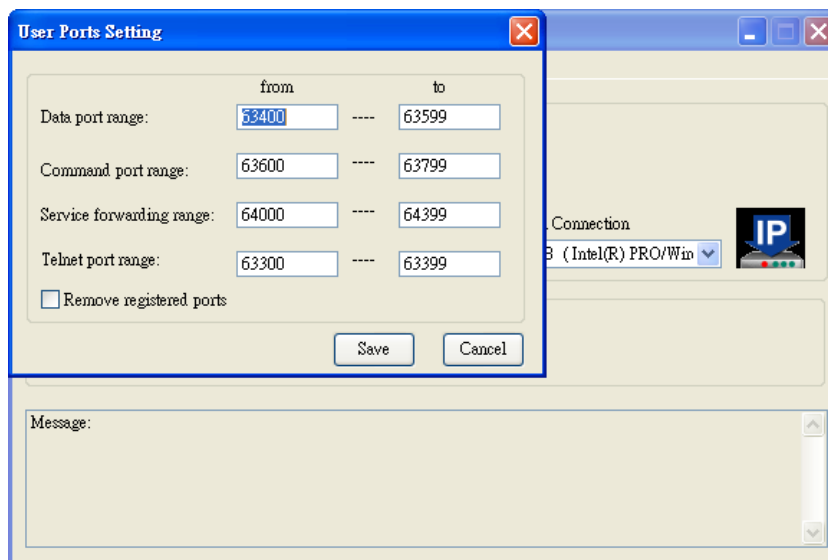 User Ports Setting
from to
Data port range: 63400 ---- 63599
Command port range: 63600 ---- 63799
Service forwarding range: 64000 ---- 64399
Telnet port range: 63300 ---- 63399
Remove registered ports
Save Cancel
Connection
(Intel(R) PRO/Win
IP
Message: